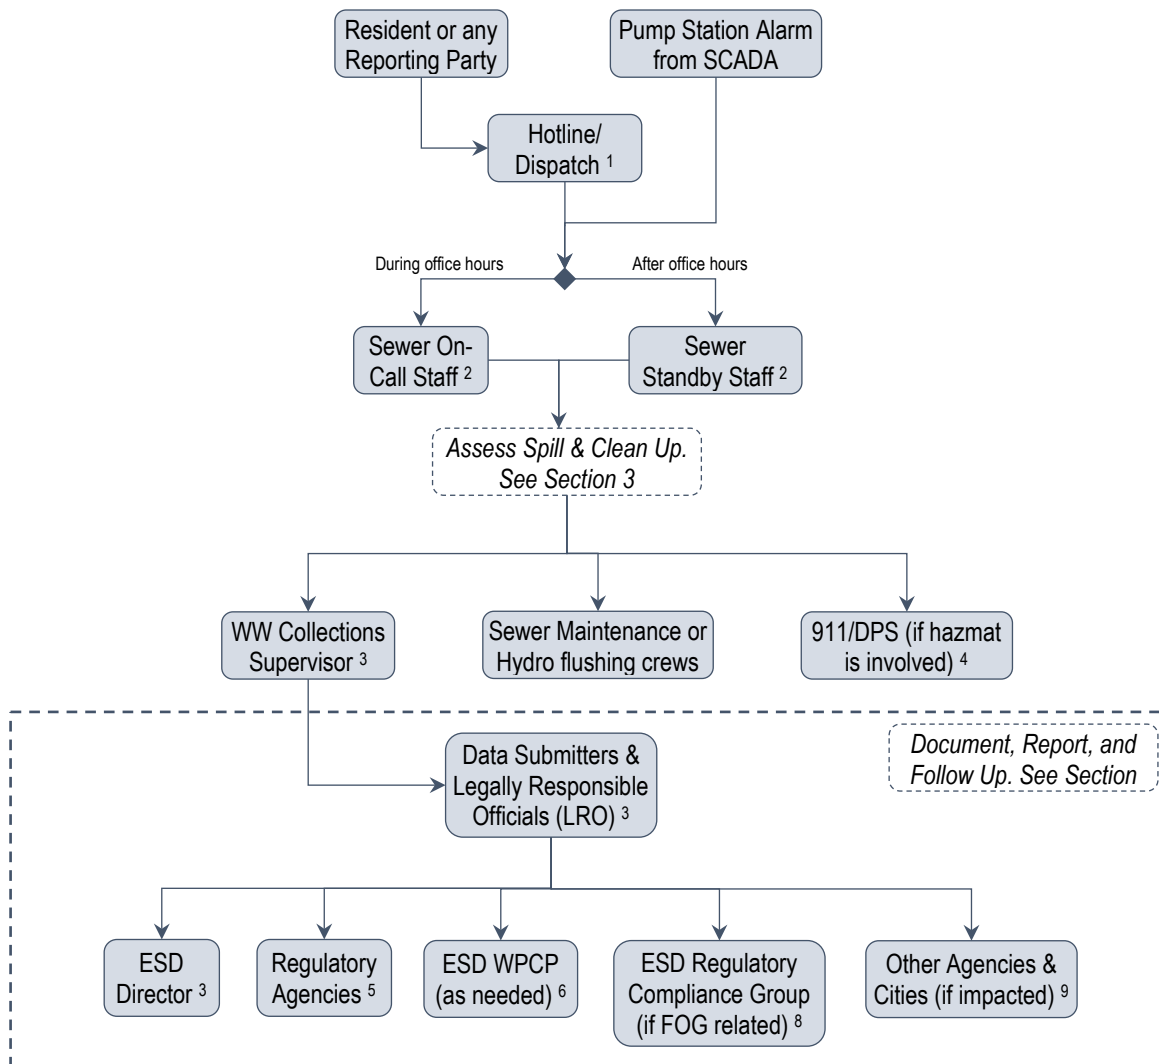 Resident or any
Reporting Party
Pump Station Alarm
from SCADA
Hotline/
Dispatch 1
During office hours
After office hours
Sewer On-
Call Staff 2
Sewer
Standby Staff 2
Assess Spill & Clean Up.
See Section 3
WW Collections
Supervisor 3
Sewer Maintenance or
Hydro flushing crews
911/DPS (if hazmat
is involved) 4
Document, Report, and
Follow Up. See Section
Data Submitters &
Legally Responsible
Officials (LRO) 3
ESD
Director 3
Regulatory
Agencies 5
ESD WPCP
(as needed) 6
ESD Regulatory
Compliance Group
(if FOG related) 8
Other Agencies &
Cities (if impacted) 9